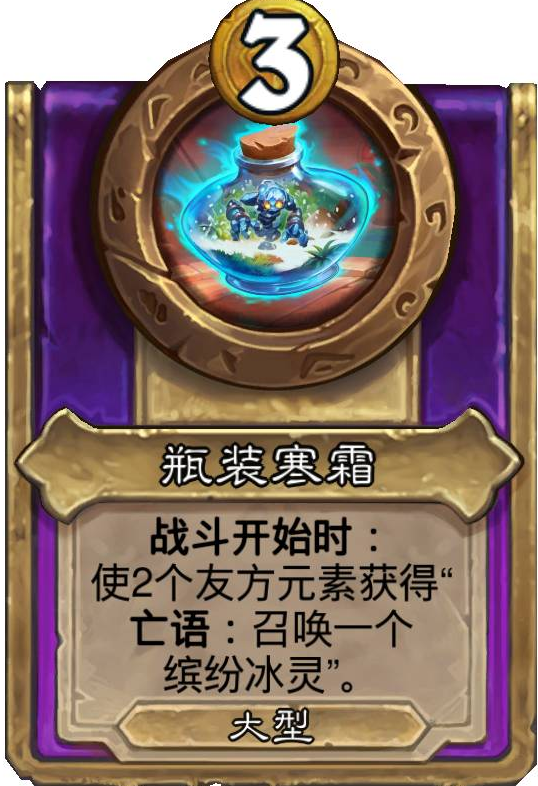 3
瓶装寒霜
战斗开始时：
使2个友方元素获得“
亡语：召唤一个
缤纷冰灵”。
大型